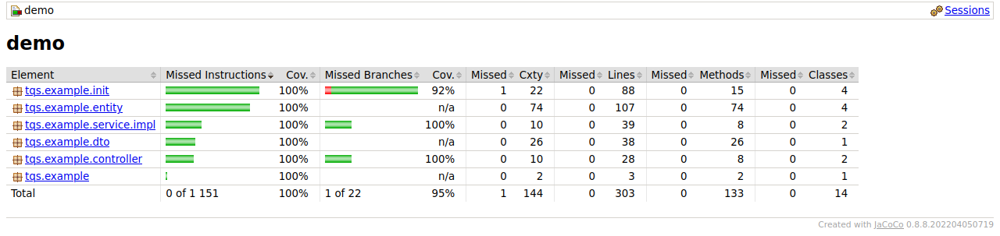 demo Sessions
demo
Element Missed Instructions Cov. Missed Branches Cov. Missed Cxty Missed Lines Missed Methods Missed Classes
tqs.example.init 100% 92% 1 22 0 88 0 15 0 4
tqs.example.entity 100% n/a 0 74 0 107 0 74 0 4
tqs.example.service.impl 100% 100% 0 10 0 39 0 8 0 2
tqs.example.dto 100% n/a 0 26 0 38 0 26 0 1
tqs.example.controller 100% 100% 0 10 0 28 0 8 0 2
tqs.example 100% n/a 0 2 0 3 0 2 0 1
Total 0 of 1 151 100% 1 of 22 95% 1 144 0 303 0 133 0 14
Created with JaCoCo 0.8.8.202204050719